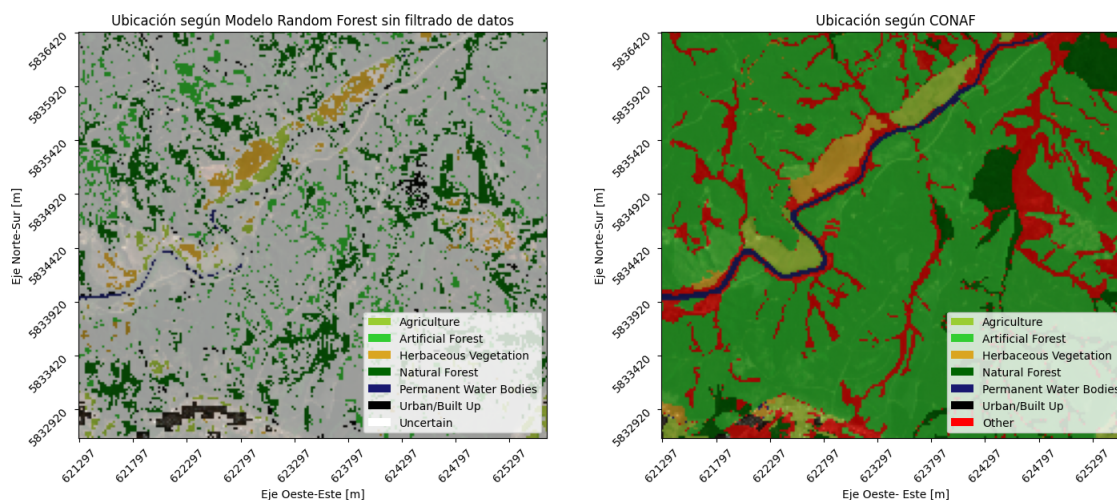 Ubicación según Modelo Random Forest sin filtrado de datos
5836420
5835920
5835420
5834920
5834420
5833920
5833420
5832920
Eje Norte-Sur [m]
Agriculture
Artificial Forest
Herbaceous Vegetation
Natural Forest
Permanent Water Bodies
Urban/Built Up
Uncertain
621297
621797
622297
622797
623297
623797
624297
624797
625297
Eje Oeste-Este [m]
Ubicación según CONAF
5836420
5835920
5835420
5834920
5834420
5833920
5833420
5832920
Eje Norte-Sur [m]
Agriculture
Artificial Forest
Herbaceous Vegetation
Natural Forest
Permanent Water Bodies
Urban/Built Up
Other
621297
621797
622297
622797
623297
623797
624297
624797
625297
Eje Oeste- Este [m]